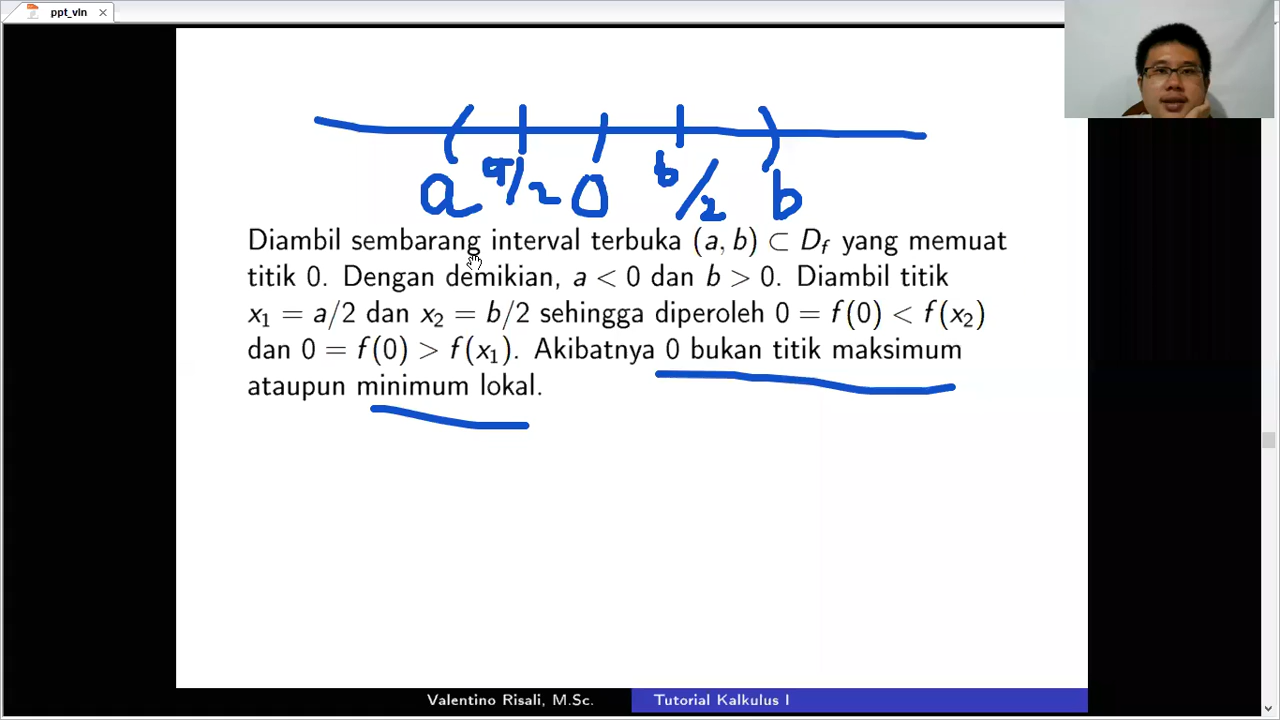 ppt_vln
a a/2 0 b/2 b
Diambil sembarang interval terbuka (a, b) ⊂ D_f yang memuat
titik 0. Dengan demikian, a < 0 dan b > 0. Diambil titik
x₁ = a/2 dan x₂ = b/2 sehingga diperoleh 0 = f(0) < f(x₂)
dan 0 = f(0) > f(x₁). Akibatnya 0 bukan titik maksimum
ataupun minimum lokal.
Valentino Risali, M.Sc. Tutorial Kalkulus I